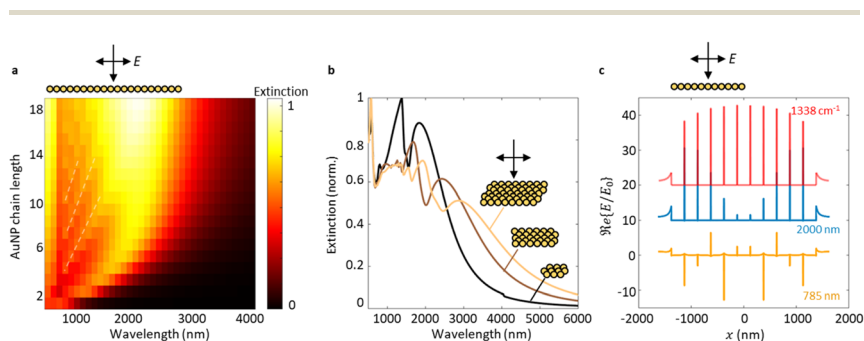 E
a
Extinction
18
14
10
6
2
AuNP chain length
1
0
1000 2000 3000 4000
Wavelength (nm)
b
1
0.8
0.6
0.4
0.2
0
Extinction (norm.)
1000 2000 3000 4000 5000 6000
Wavelength (nm)
E
c
40
30
20
10
0
-10
ℜe{E/E0}
1338 cm-1
2000 nm
785 nm
-2000 -1000 0 1000 2000
x (nm)